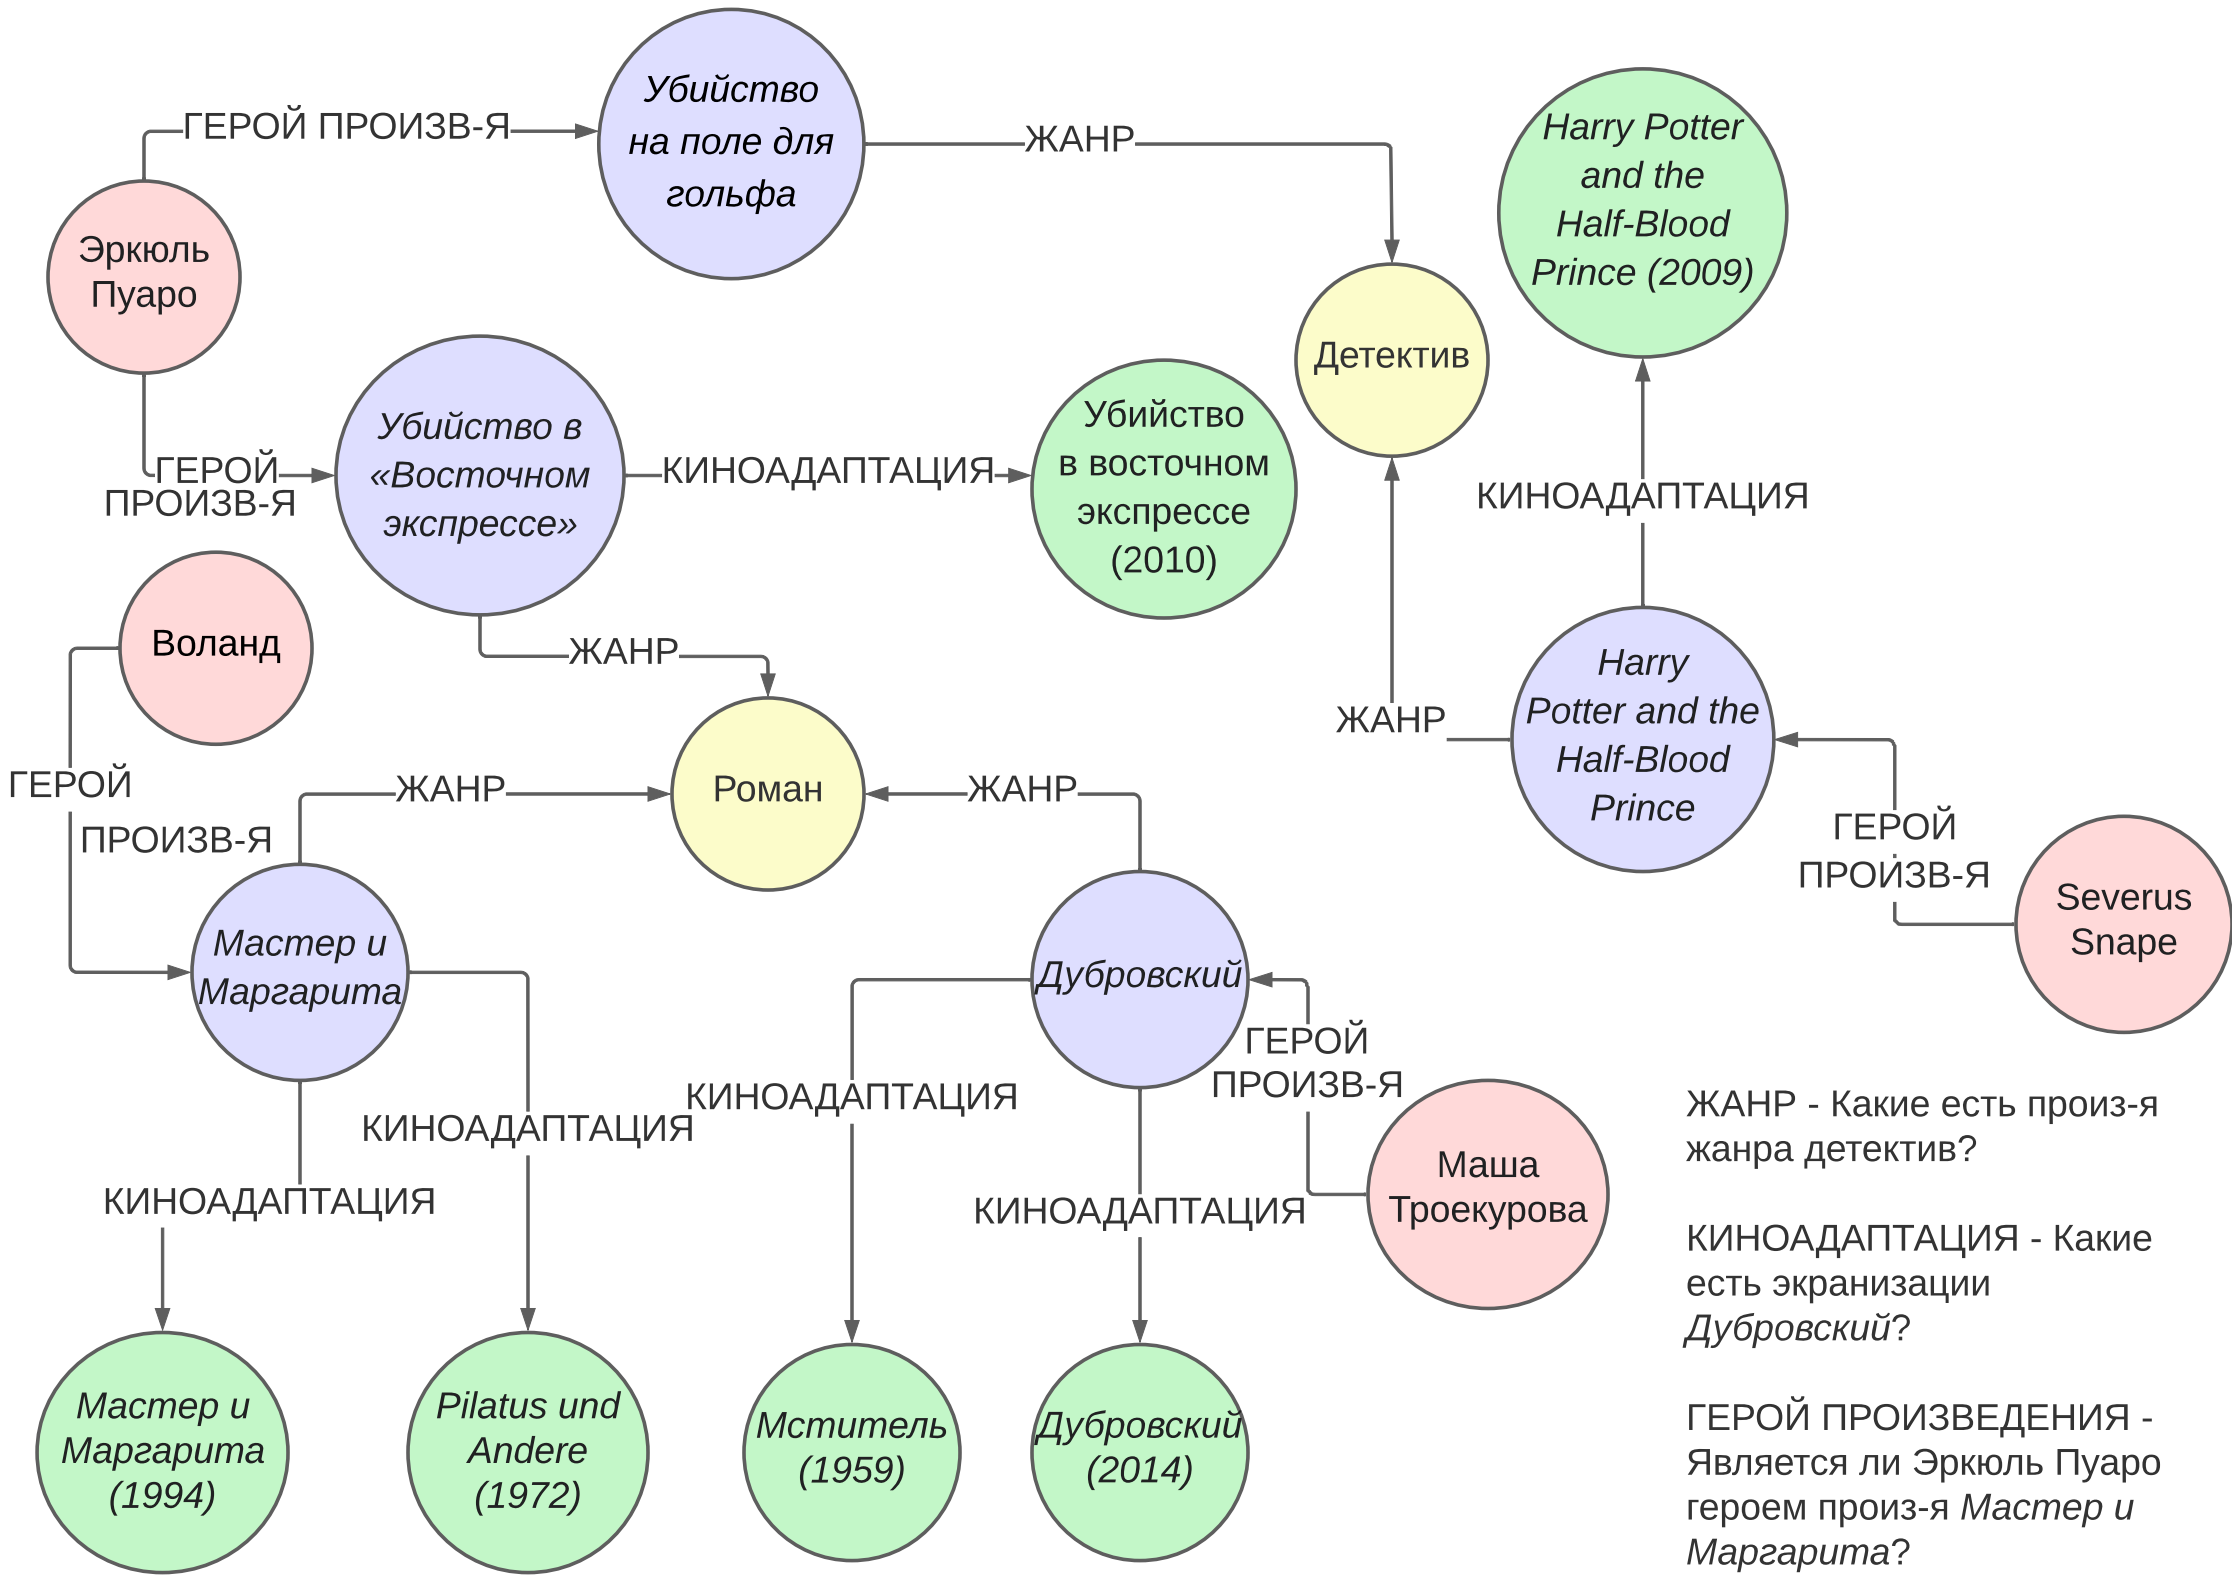 Убийство
на поле для
гольфа
ГЕРОЙ ПРОИЗВ-Я
ЖАНР
Harry Potter
and the
Half-Blood
Prince (2009)
Эркюль
Пуаро
Детектив
Убийство в
«Восточном
экспрессе»
КИНОАДАПТАЦИЯ
Убийство
в восточном
экспрессе
(2010)
ГЕРОЙ
ПРОИЗВ-Я
КИНОАДАПТАЦИЯ
Воланд
ЖАНР
Harry
Potter and the
Half-Blood
Prince
ЖАНР
ГЕРОЙ
ПРОИЗВ-Я
ЖАНР
Роман
ЖАНР
ГЕРОЙ
ПРОИЗВ-Я
Severus
Snape
Мастер и
Маргарита
Дубровский
ГЕРОЙ
ПРОИЗВ-Я
КИНОАДАПТАЦИЯ
КИНОАДАПТАЦИЯ
Маша
Троекурова
КИНОАДАПТАЦИЯ
КИНОАДАПТАЦИЯ
Мастер и
Маргарита
(1994)
Pilatus und
Andere
(1972)
Мститель
(1959)
Дубровский
(2014)
ЖАНР - Какие есть произ-я
жанра детектив?
КИНОАДАПТАЦИЯ - Какие
есть экранизации
Дубровский?
ГЕРОЙ ПРОИЗВЕДЕНИЯ -
Является ли Эркюль Пуаро
героем произ-я Мастер и
Маргарита?